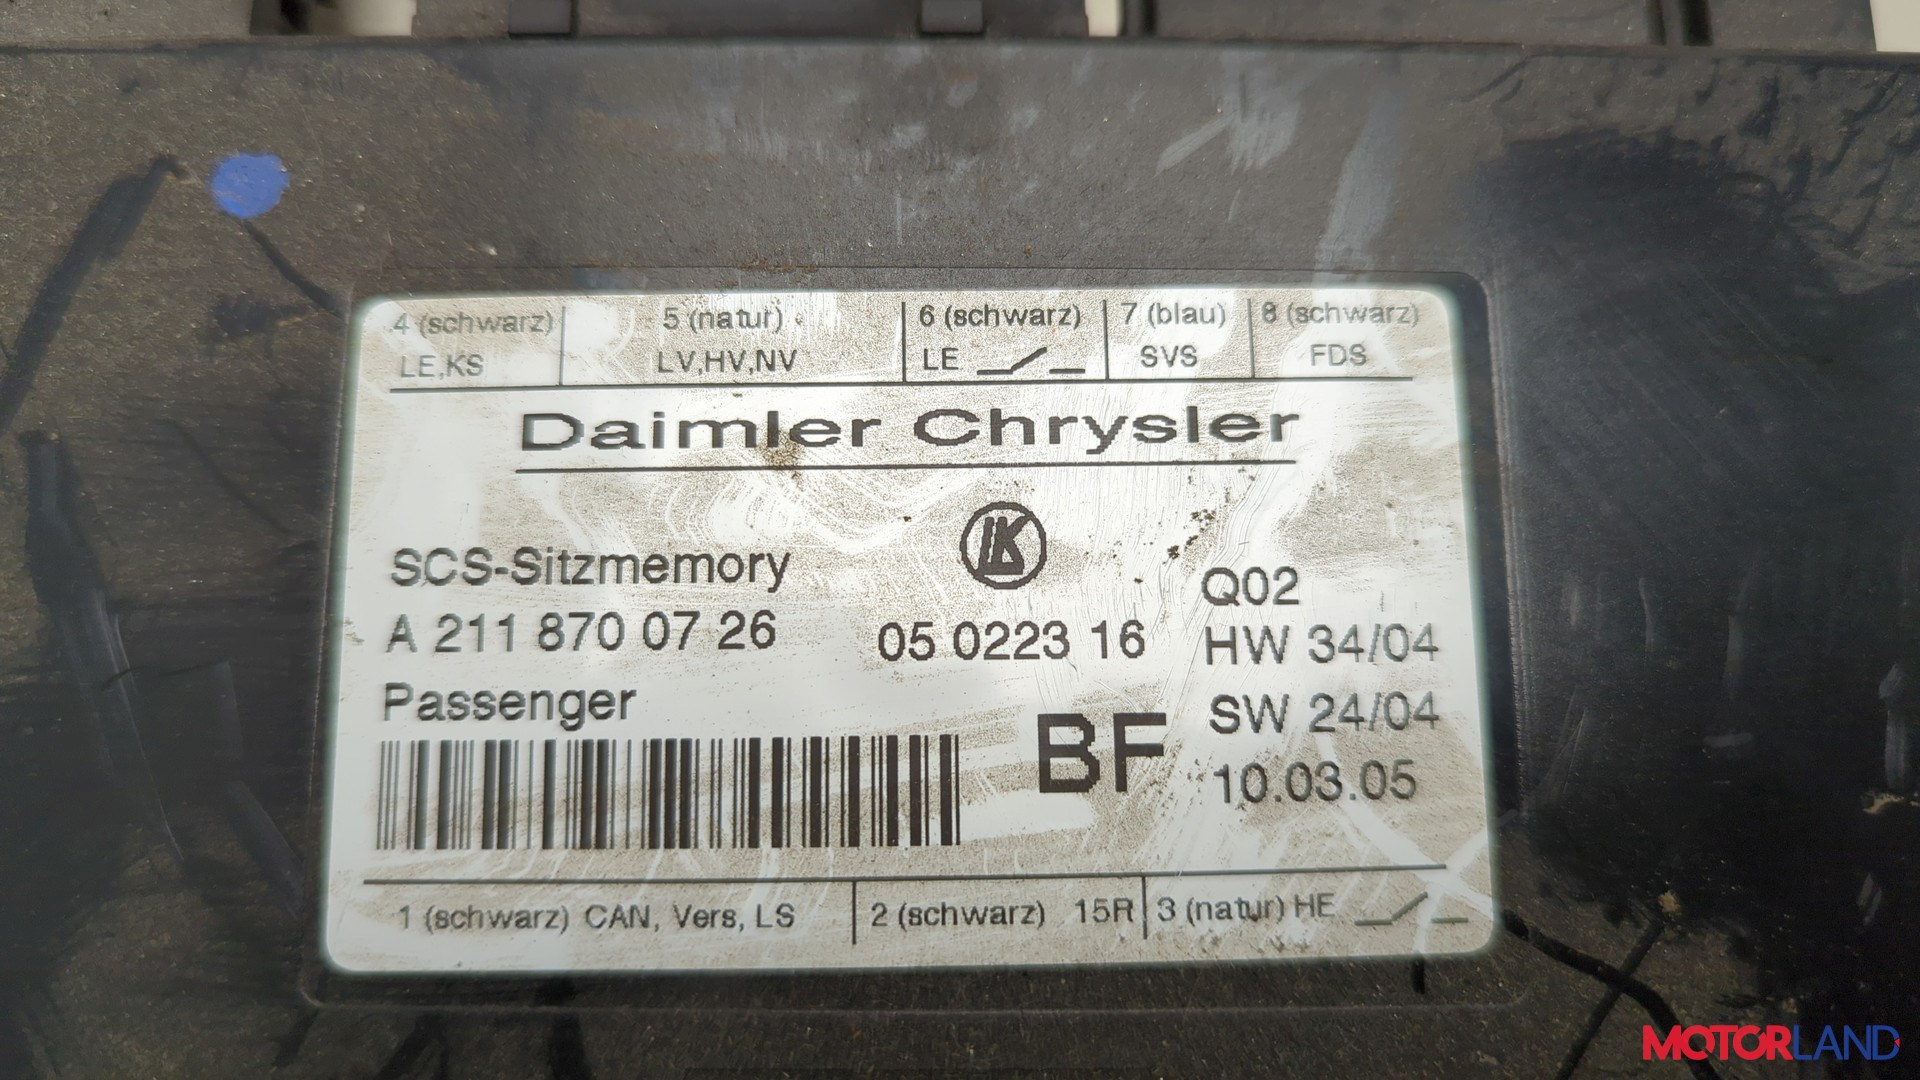 4 (schwarz) 5 (natur) 6 (schwarz) 7 (blau) 8 (schwarz)
LE,KS LV,HV,NV LE SVS FDS
Daimler Chrysler
LK
SCS-Sitzmemory
Q02
A 211 870 07 26 05 0223 16 HW 34/04
Passenger
BF
SW 24/04
10.03.05
1 (schwarz) CAN, Vers, LS 2 (schwarz) 15R 3 (natur) HE
MOTORLAND